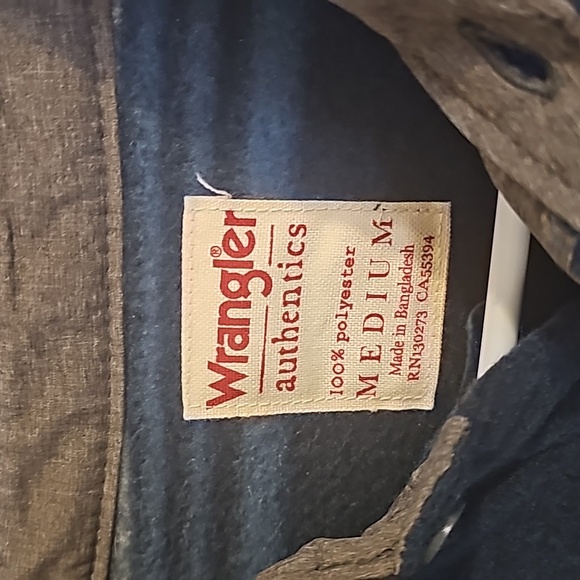 Wrangler®
authentics
100% polyester
MEDIUM
Made in Bangladesh
RN130273 CA55394